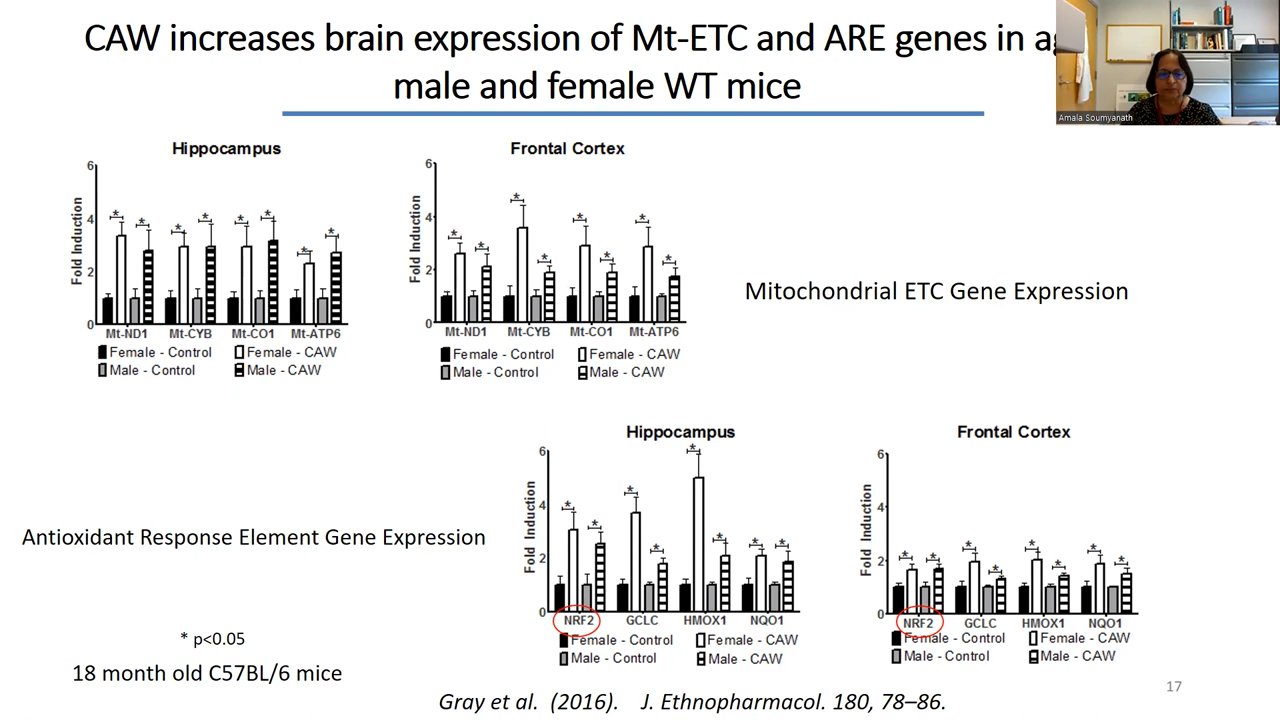 CAW increases brain expression of Mt-ETC and ARE genes in a
male and female WT mice
Amala Soumyanath
Hippocampus
Fold Induction
6
4
2
0
* * * * * * * *
Mt-ND1 Mt-CYB Mt-CO1 Mt-ATP6
Female - Control Female - CAW
Male - Control Male - CAW
Frontal Cortex
Fold Induction
6
4
2
0
* * * * * * * *
Mt-ND1 Mt-CYB Mt-CO1 Mt-ATP6
Female - Control Female - CAW
Male - Control Male - CAW
Mitochondrial ETC Gene Expression
Antioxidant Response Element Gene Expression
Hippocampus
Fold Induction
6
4
2
0
* * * * * * * *
NRF2 GCLC HMOX1 NQO1
Female - Control Female - CAW
Male - Control Male - CAW
Frontal Cortex
Fold Induction
6
4
2
0
* * * * * * * *
NRF2 GCLC HMOX1 NQO1
Female - Control Female - CAW
Male - Control Male - CAW
* p<0.05
18 month old C57BL/6 mice
Gray et al. (2016). J. Ethnopharmacol. 180, 78–86.
17